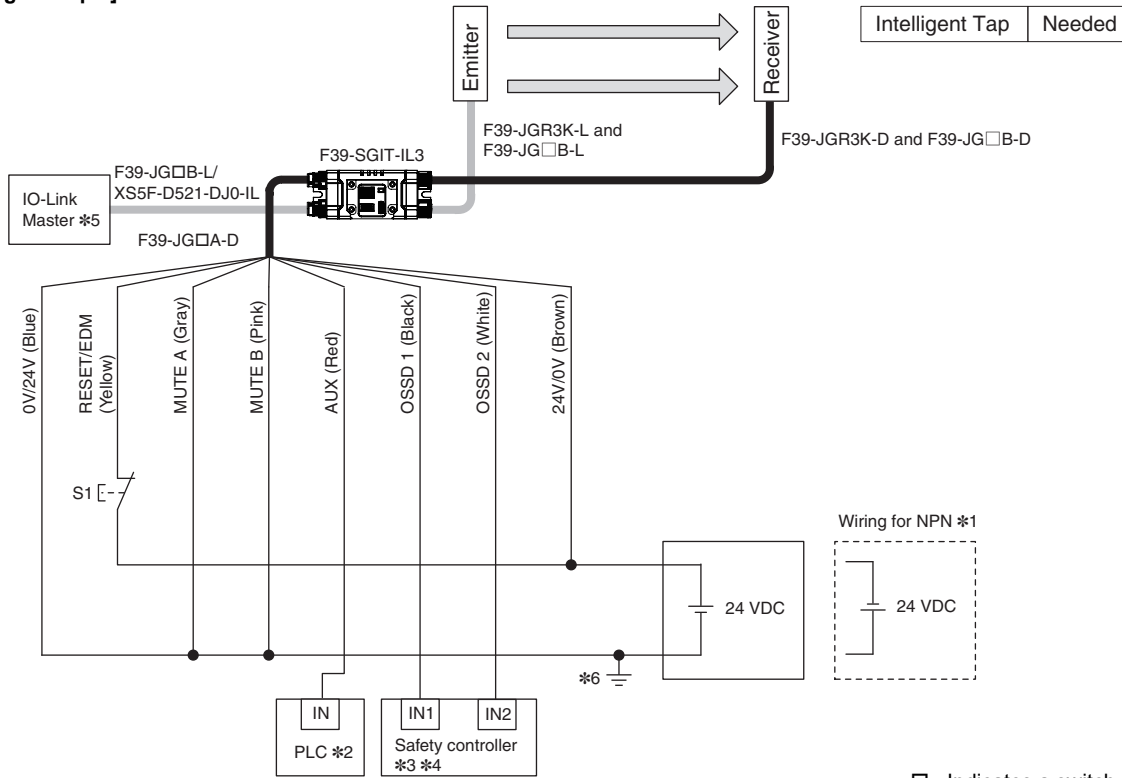 Emitter
Receiver
Intelligent Tap Needed
F39-JGR3K-L and
F39-JG□B-L
F39-JGR3K-D and F39-JG□B-D
F39-SGIT-IL3
F39-JG□B-L/
XS5F-D521-DJ0-IL
IO-Link
Master *5
F39-JG□A-D
0V/24V (Blue)
RESET/EDM
(Yellow)
MUTE A (Gray)
MUTE B (Pink)
AUX (Red)
OSSD 1 (Black)
OSSD 2 (White)
24V/0V (Brown)
S1
Wiring for NPN *1
24 VDC
24 VDC
*6
IN
PLC *2
IN1
IN2
Safety controller
*3 *4